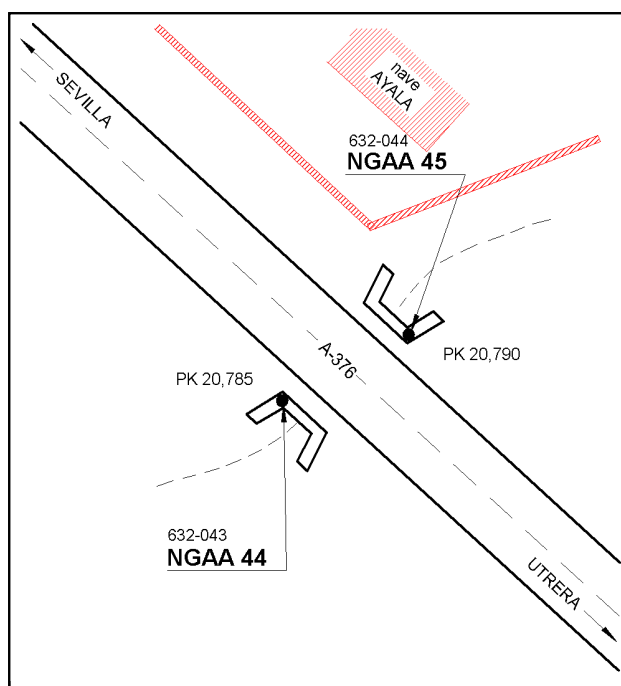 SEVILLA
nave
AYALA
632-044
NGAA 45
A-376
PK 20,790
PK 20,785
632-043
NGAA 44
UTRERA